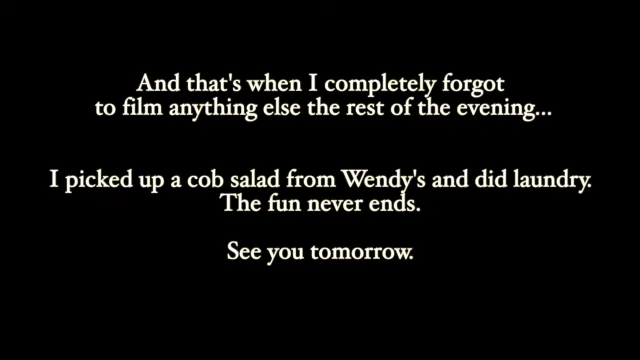 And that's when I completely forgot
to film anything else the rest of the evening...
I picked up a cob salad from Wendy's and did laundry.
The fun never ends.
See you tomorrow.